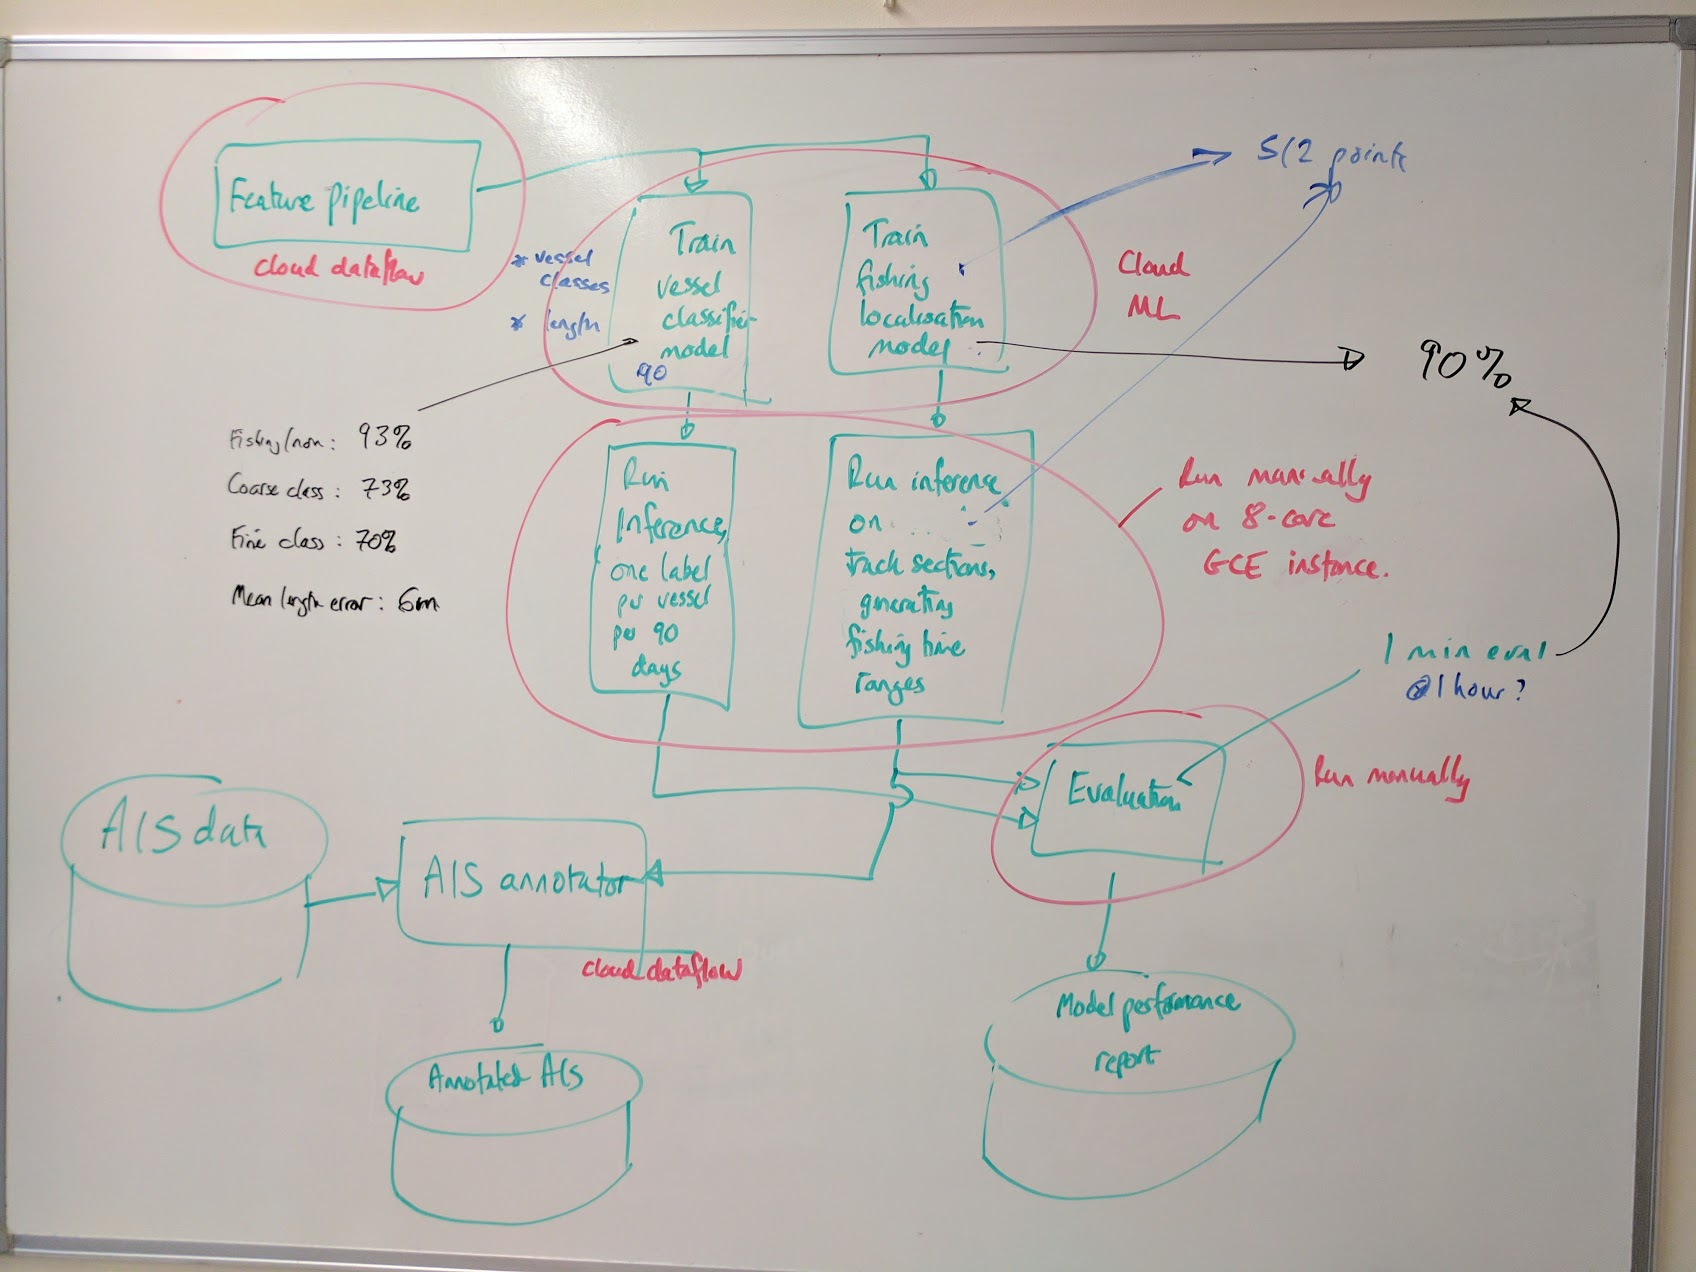 Feature pipeline
Cloud dataflow
* vessel
classes
* length
Train
vessel
classifier
model
90
Train
fishing
localisation
model
Cloud
ML
512 points
90%
Fishing/non: 93%
Coarse class: 73%
Fine class: 70%
Mean length error: 6m
Run
Inference,
one label
per vessel
per 90
days
Run inference
on
track sections,
generating
fishing time
ranges
Run manually
on 8-core
GCE instance.
1 min eval
@1 hour?
Evaluation
Run manually
AIS data
AIS annotator
Cloud dataflow
Annotated AIS
Model performance
report